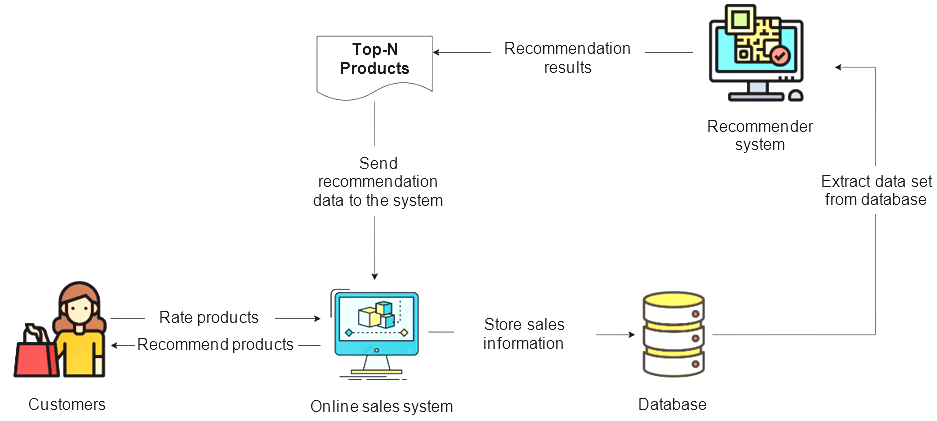 Top-N
Products
Recommendation
results
Recommender
system
Send
recommendation
data to the system
Extract data set
from database
Rate products
Recommend products
Store sales
information
Customers
Online sales system
Database